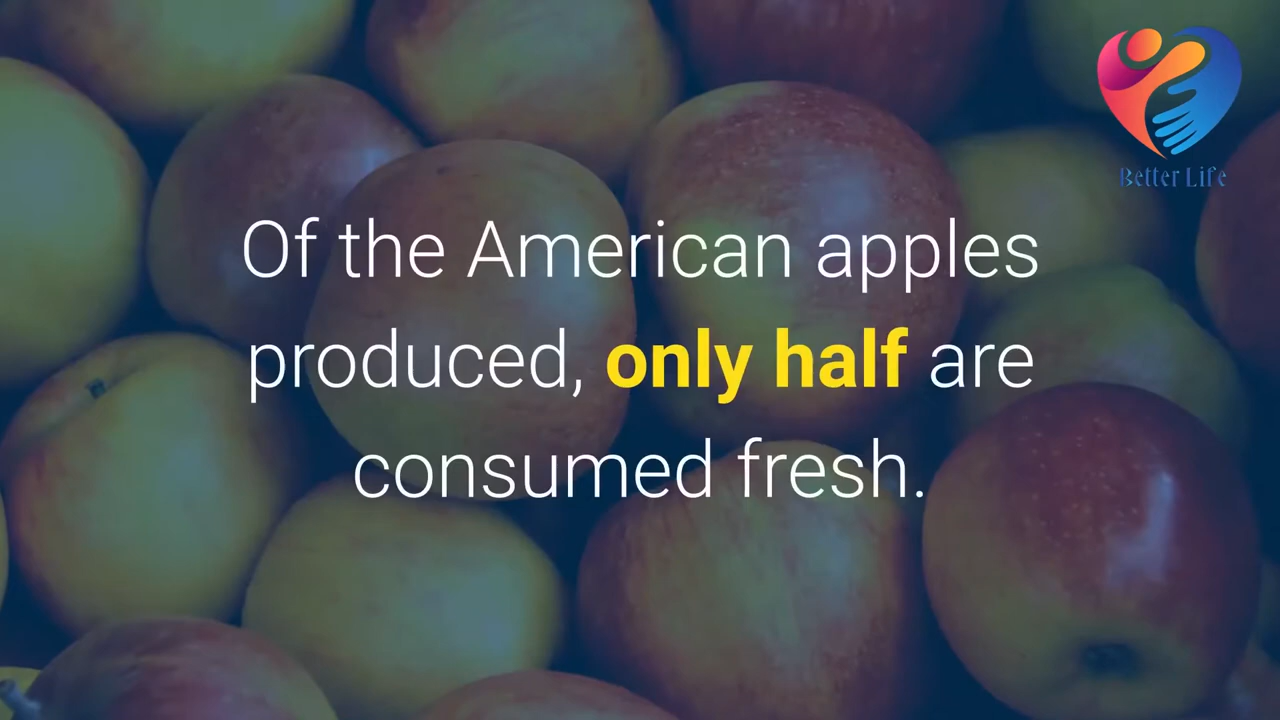 Better Life
Of the American apples
produced, only half are
consumed fresh.